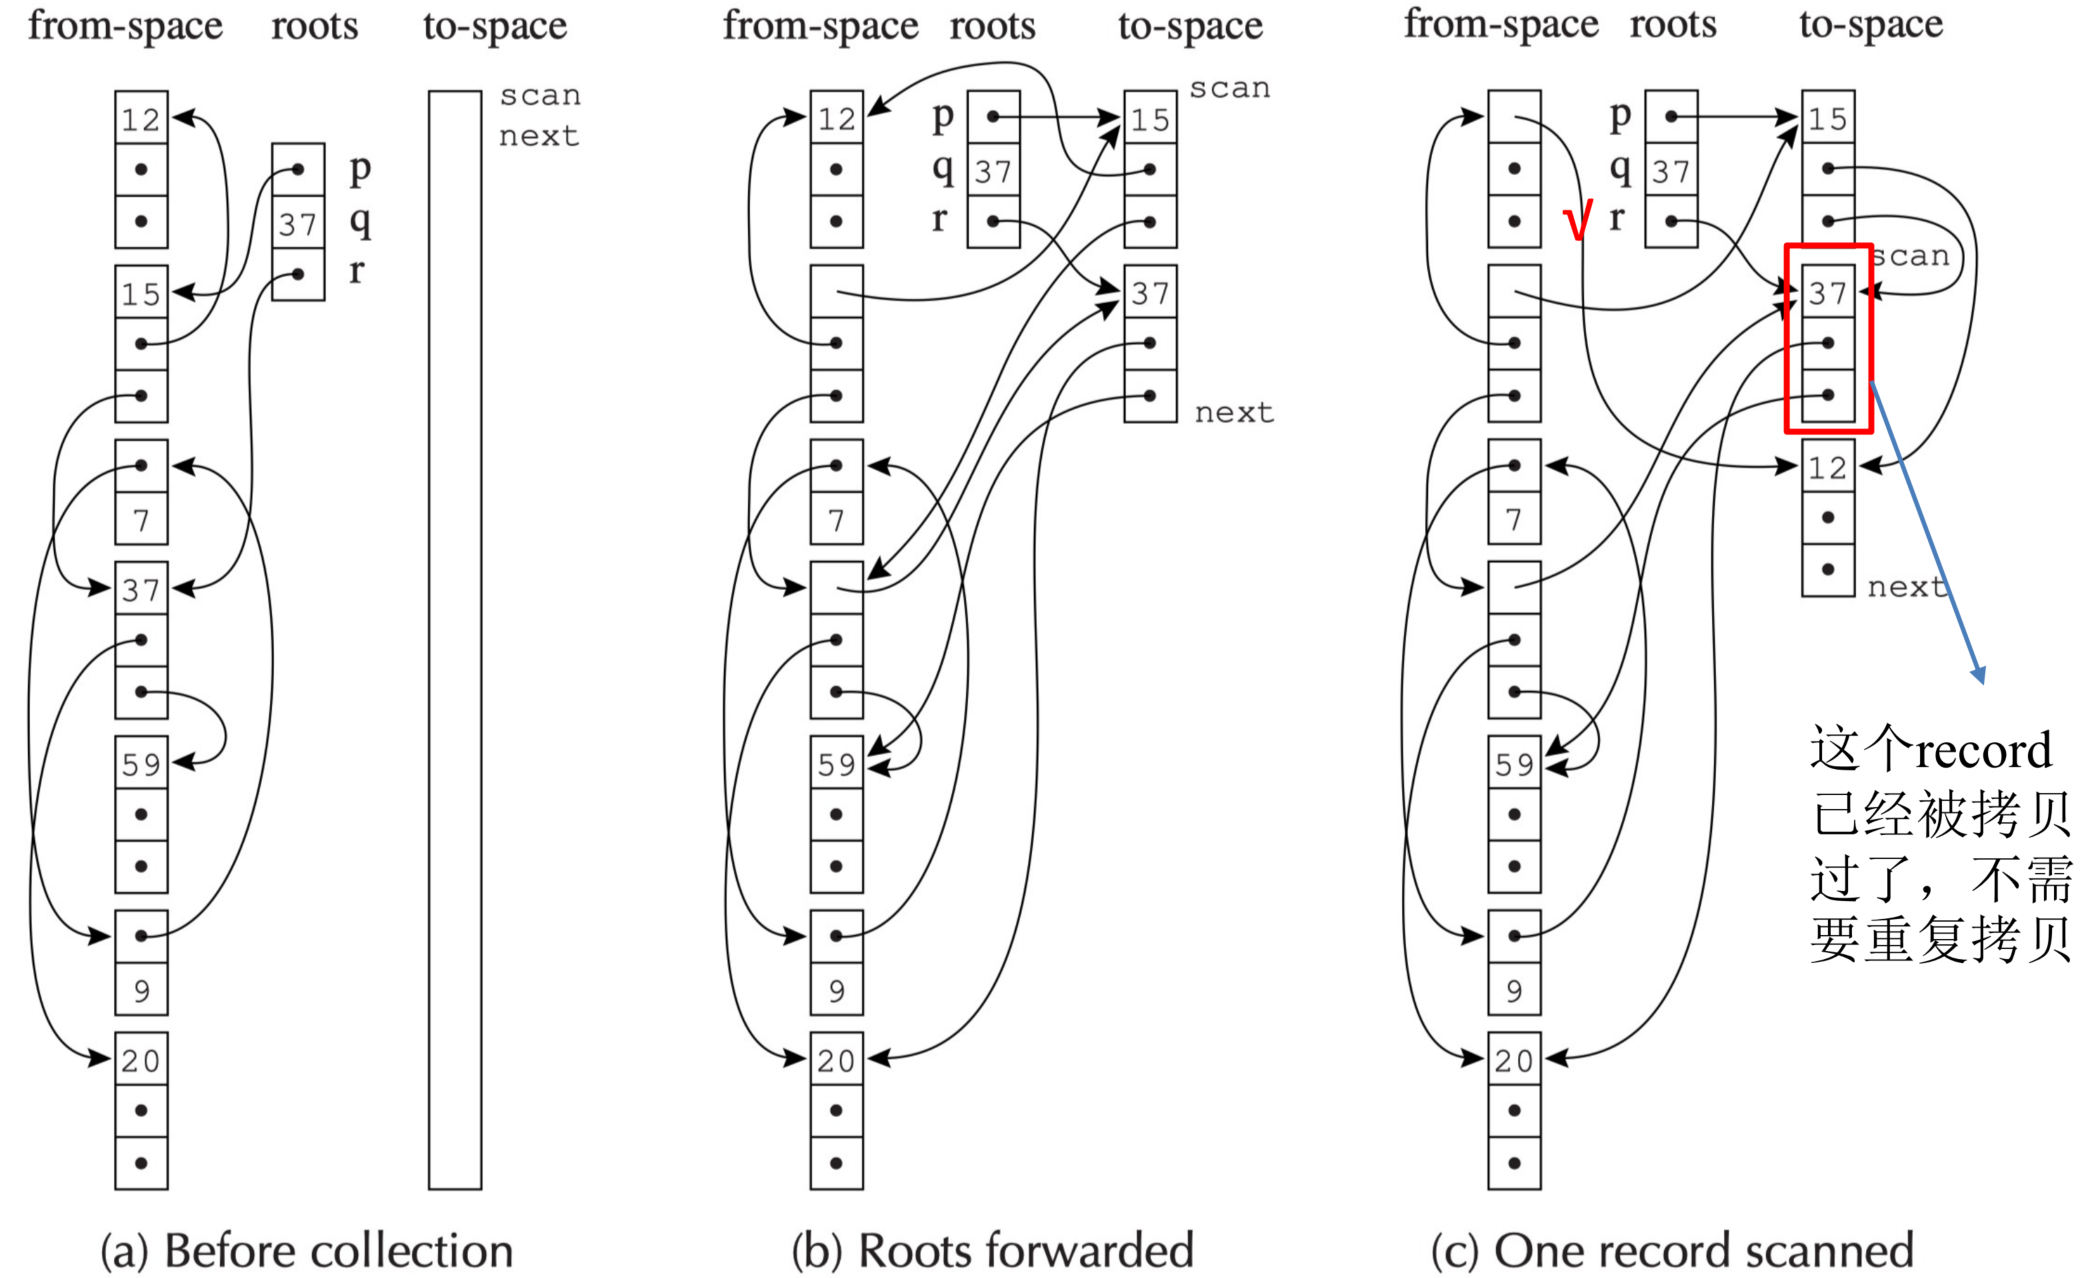 from-space roots to-space
12
15
7
37
59
9
20
p
37 q
r
scan
next
(a) Before collection
from-space roots to-space
12
7
59
9
20
p
q 37
r
scan
15
37
next
(b) Roots forwarded
from-space roots to-space
7
59
9
20
p
q 37
r
√
15
scan
37
12
next
这个record
已经被拷贝
过了，不需
要重复拷贝
(c) One record scanned